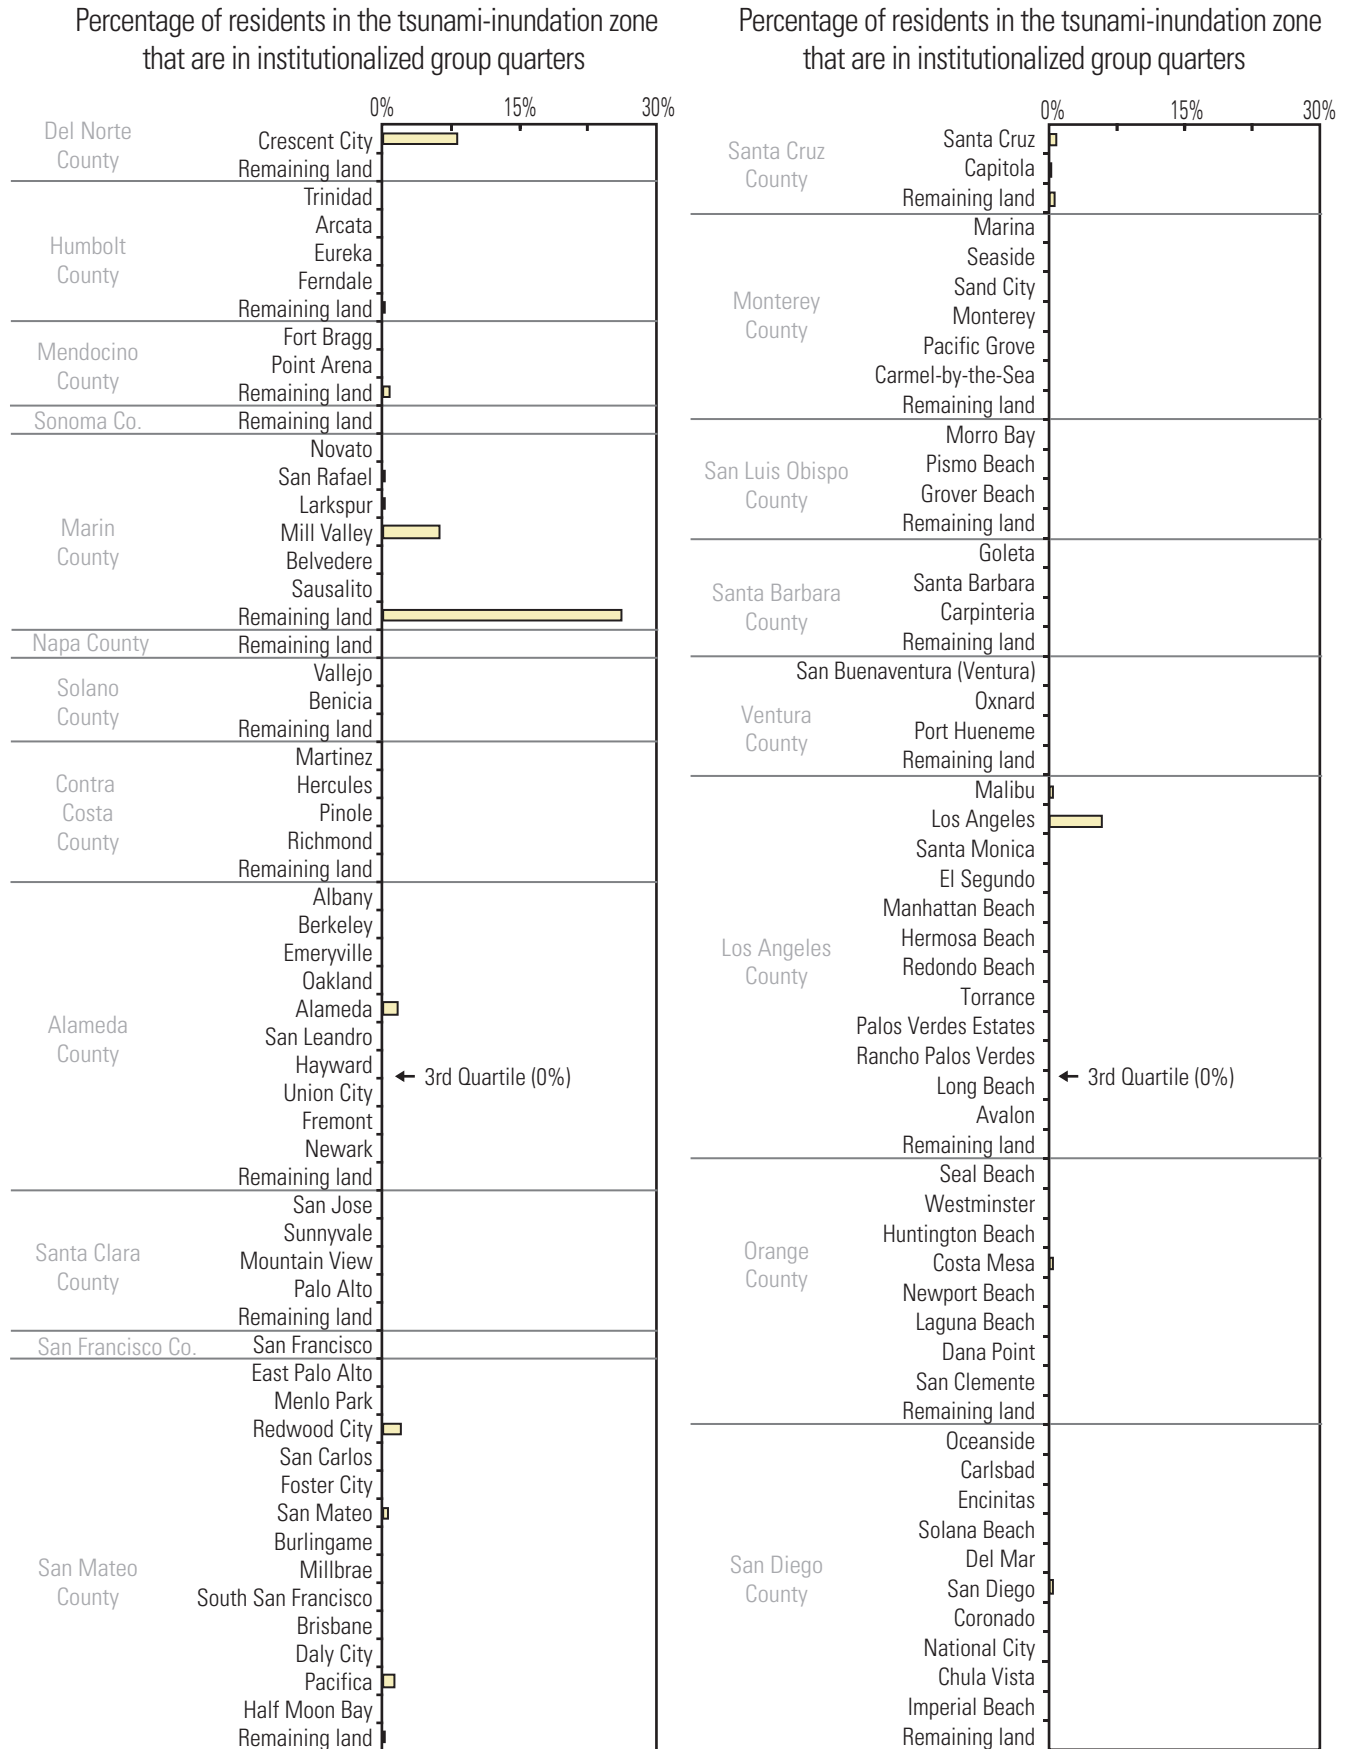 Percentage of residents in the tsunami-inundation zone
that are in institutionalized group quarters
0% 15% 30%
Del Norte
County
Crescent City
Remaining land
Humbolt
County
Trinidad
Arcata
Eureka
Ferndale
Remaining land
Mendocino
County
Fort Bragg
Point Arena
Remaining land
Sonoma Co.
Remaining land
Marin
County
Novato
San Rafael
Larkspur
Mill Valley
Belvedere
Sausalito
Remaining land
Napa County
Remaining land
Solano
County
Vallejo
Benicia
Remaining land
Contra
Costa
County
Martinez
Hercules
Pinole
Richmond
Remaining land
Alameda
County
Albany
Berkeley
Emeryville
Oakland
Alameda
San Leandro
Hayward
3rd Quartile (0%)
Union City
Fremont
Newark
Remaining land
Santa Clara
County
San Jose
Sunnyvale
Mountain View
Palo Alto
Remaining land
San Francisco Co.
San Francisco
San Mateo
County
East Palo Alto
Menlo Park
Redwood City
San Carlos
Foster City
San Mateo
Burlingame
Millbrae
South San Francisco
Brisbane
Daly City
Pacifica
Half Moon Bay
Remaining land
Percentage of residents in the tsunami-inundation zone
that are in institutionalized group quarters
0% 15% 30%
Santa Cruz
County
Santa Cruz
Capitola
Remaining land
Monterey
County
Marina
Seaside
Sand City
Monterey
Pacific Grove
Carmel-by-the-Sea
Remaining land
San Luis Obispo
County
Morro Bay
Pismo Beach
Grover Beach
Remaining land
Santa Barbara
County
Goleta
Santa Barbara
Carpinteria
Remaining land
Ventura
County
San Buenaventura (Ventura)
Oxnard
Port Hueneme
Remaining land
Los Angeles
County
Malibu
Los Angeles
Santa Monica
El Segundo
Manhattan Beach
Hermosa Beach
Redondo Beach
Torrance
Palos Verdes Estates
Rancho Palos Verdes
3rd Quartile (0%)
Long Beach
Avalon
Remaining land
Orange
County
Seal Beach
Westminster
Huntington Beach
Costa Mesa
Newport Beach
Laguna Beach
Dana Point
San Clemente
Remaining land
San Diego
County
Oceanside
Carlsbad
Encinitas
Solana Beach
Del Mar
San Diego
Coronado
National City
Chula Vista
Imperial Beach
Remaining land